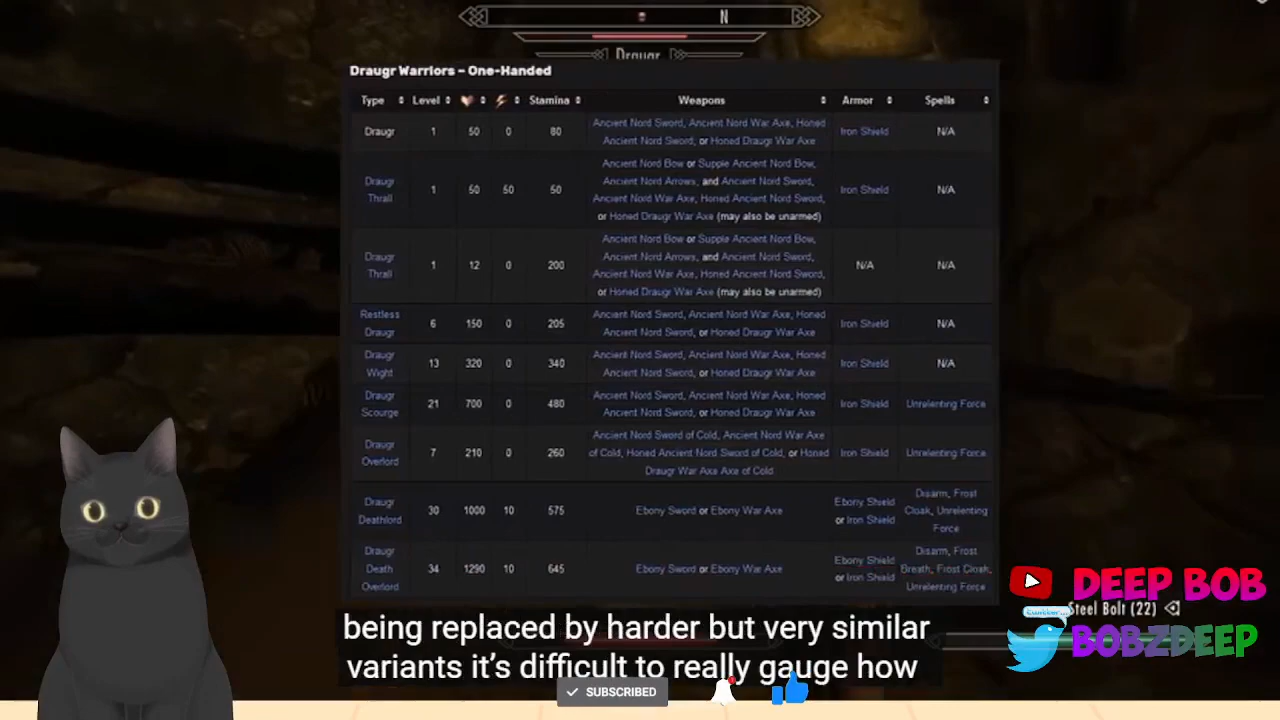 N
Draugr
Draugr Warriors – One-Handed
Type Level Stamina Weapons Armor Spells
Draugr 1 50 0 80 Ancient Nord Sword, Ancient Nord War Axe, Honed Ancient Nord Sword, or Honed Draugr War Axe Iron Shield N/A
Draugr Thrall 1 50 50 50 Ancient Nord Bow or Supple Ancient Nord Bow, Ancient Nord Arrows, and Ancient Nord Sword, Ancient Nord War Axe, Honed Ancient Nord Sword, or Honed Draugr War Axe (may also be unarmed) Iron Shield N/A
Draugr Thrall 1 12 0 200 Ancient Nord Bow or Supple Ancient Nord Bow, Ancient Nord Arrows, and Ancient Nord Sword, Ancient Nord War Axe, Honed Ancient Nord Sword, or Honed Draugr War Axe (may also be unarmed) N/A N/A
Restless Draugr 6 150 0 205 Ancient Nord Sword, Ancient Nord War Axe, Honed Ancient Nord Sword, or Honed Draugr War Axe Iron Shield N/A
Draugr Wight 13 320 0 340 Ancient Nord Sword, Ancient Nord War Axe, Honed Ancient Nord Sword, or Honed Draugr War Axe Iron Shield N/A
Draugr Scourge 21 700 0 480 Ancient Nord Sword, Ancient Nord War Axe, Honed Ancient Nord Sword, or Honed Draugr War Axe Iron Shield Unrelenting Force
Draugr Overlord 7 210 0 260 Ancient Nord Sword of Cold, Ancient Nord War Axe of Cold, Honed Ancient Nord Sword of Cold, or Honed Draugr War Axe Axe of Cold Iron Shield Unrelenting Force
Draugr Deathlord 30 1000 10 575 Ebony Sword or Ebony War Axe Ebony Shield or Iron Shield Disarm, Frost Cloak, Unrelenting Force
Draugr Death Overlord 34 1290 10 645 Ebony Sword or Ebony War Axe Ebony Shield or Iron Shield Disarm, Frost Breath, Frost Cloak, Unrelenting Force
DEEP BOB
Steel Bolt (22)
BOBZDEEP
being replaced by harder but very similar
variants it's difficult to really gauge how
SUBSCRIBED